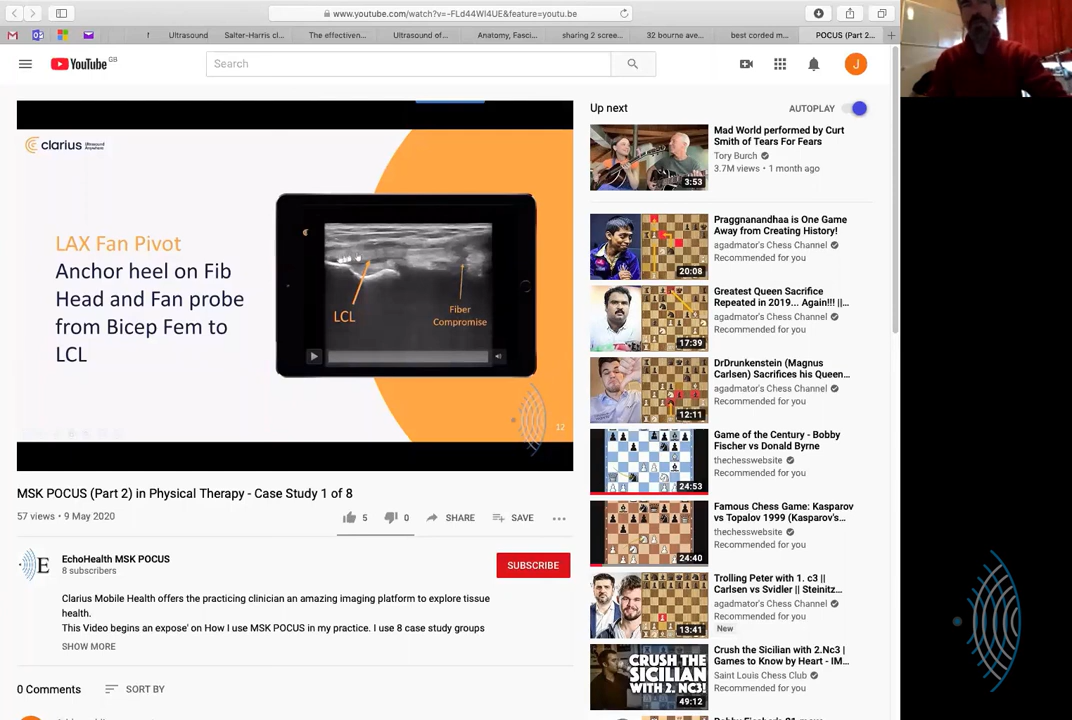 www.youtube.com/watch?v=-FLd44WI4UE&feature=youtu.be
f
Ultrasound
Salter-Harris cl...
The effectiven...
Ultrasound of...
Anatomy, Fasci...
sharing 2 scree...
32 bourne ave...
best corded m...
POCUS (Part 2...
YouTube GB
Search
J
clarius Ultrasound Anywhere
LAX Fan Pivot
Anchor heel on Fib
Head and Fan probe
from Bicep Fem to
LCL
LCL
Fiber
Compromise
12
MSK POCUS (Part 2) in Physical Therapy - Case Study 1 of 8
57 views • 9 May 2020
5
0
SHARE
SAVE
E
EchoHealth MSK POCUS
8 subscribers
SUBSCRIBE
Clarius Mobile Health offers the practicing clinician an amazing imaging platform to explore tissue
health.
This Video begins an expose' on How I use MSK POCUS in my practice. I use 8 case study groups
SHOW MORE
0 Comments
SORT BY
Up next
AUTOPLAY
3:53
Mad World performed by Curt
Smith of Tears For Fears
Tory Burch
3.7M views • 1 month ago
20:08
Praggnanandhaa is One Game
Away from Creating History!
agadmator's Chess Channel
Recommended for you
17:39
Greatest Queen Sacrifice
Repeated in 2019... Again!!! ||...
agadmator's Chess Channel
Recommended for you
12:11
DrDrunkenstein (Magnus
Carlsen) Sacrifices his Queen...
agadmator's Chess Channel
Recommended for you
24:53
Game of the Century - Bobby
Fischer vs Donald Byrne
thechesswebsite
Recommended for you
24:40
Famous Chess Game: Kasparov
vs Topalov 1999 (Kasparov's...
thechesswebsite
Recommended for you
13:41
Trolling Peter with 1. c3 ||
Carlsen vs Svidler || Steinitz...
agadmator's Chess Channel
Recommended for you
New
CRUSH THE
SICILIAN
WITH 2. NC3!
49:12
Crush the Sicilian with 2.Nc3 |
Games to Know by Heart - IM...
Saint Louis Chess Club
Recommended for you